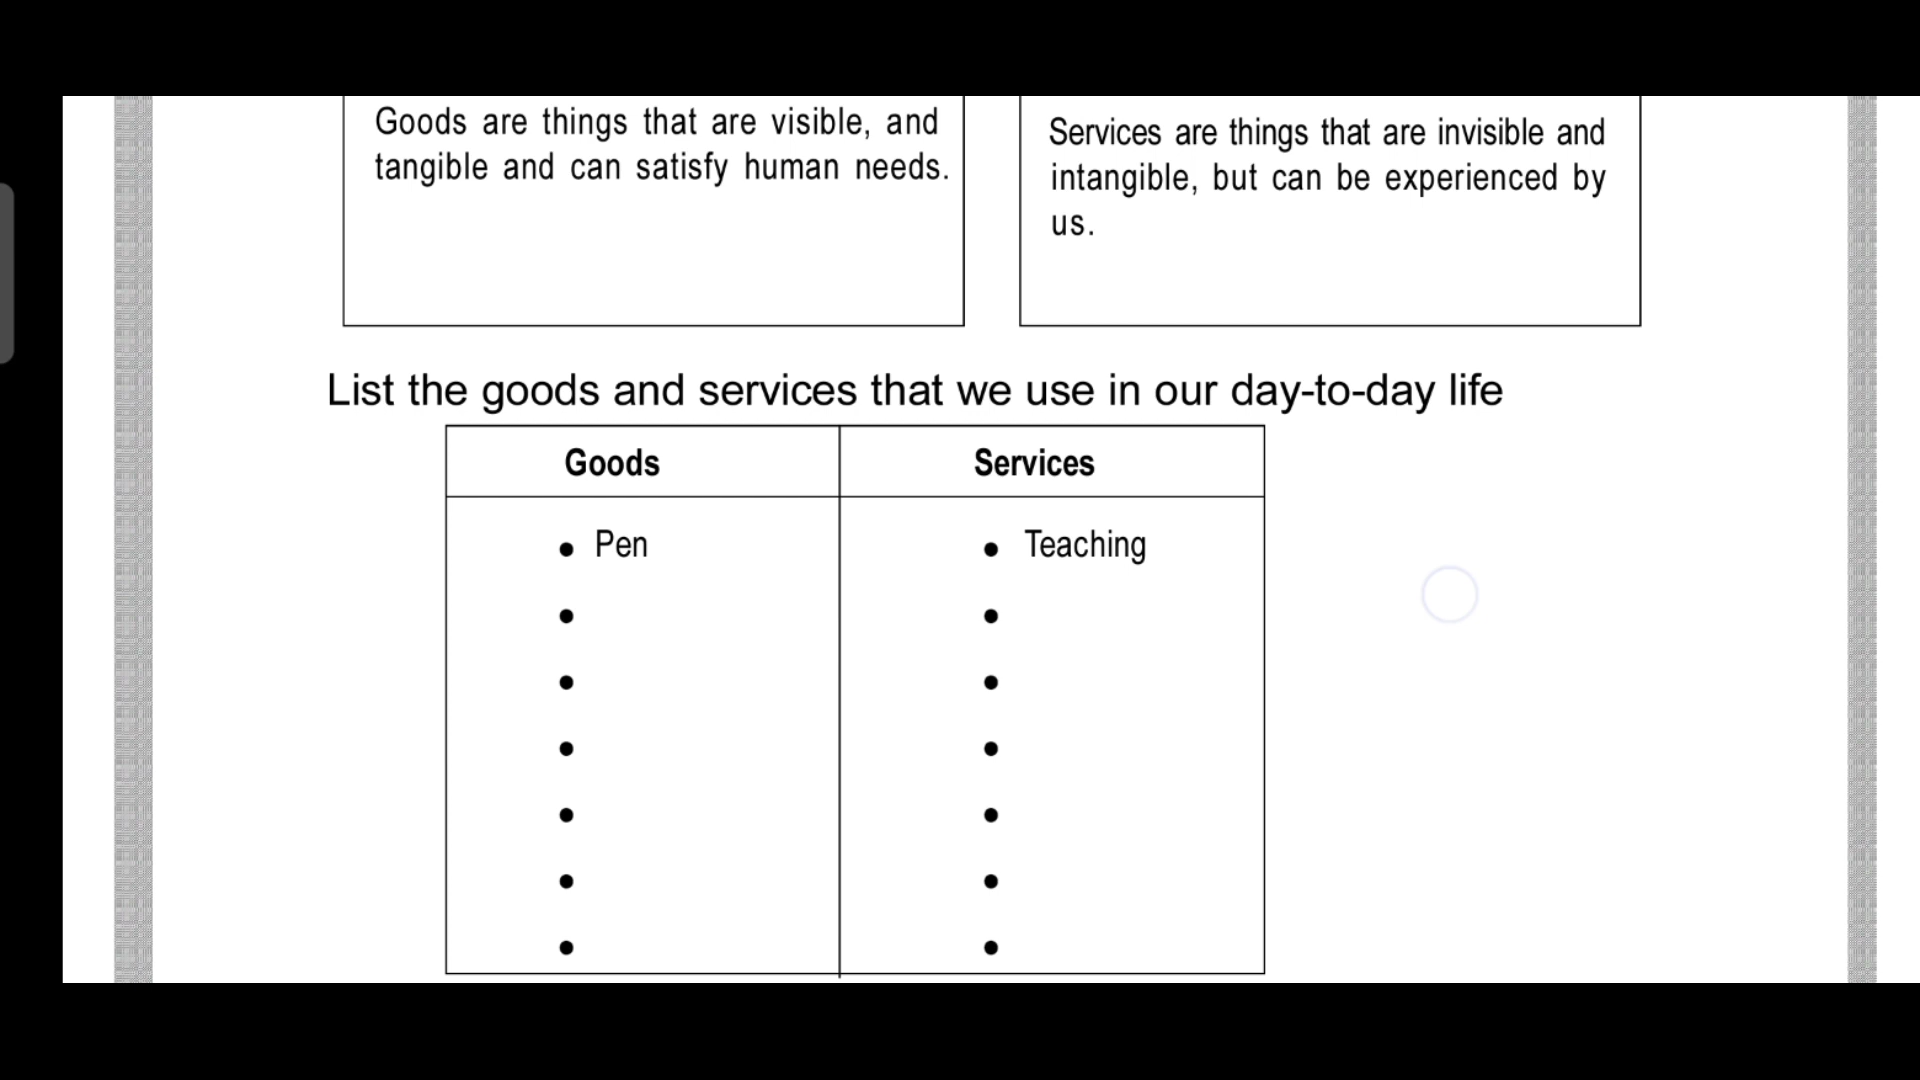 Goods are things that are visible, and
tangible and can satisfy human needs.
Services are things that are invisible and
intangible, but can be experienced by
us.
List the goods and services that we use in our day-to-day life
Goods
Services
• Pen
• Teaching
•
•
•
•
•
•
•
•
•
•
•
•